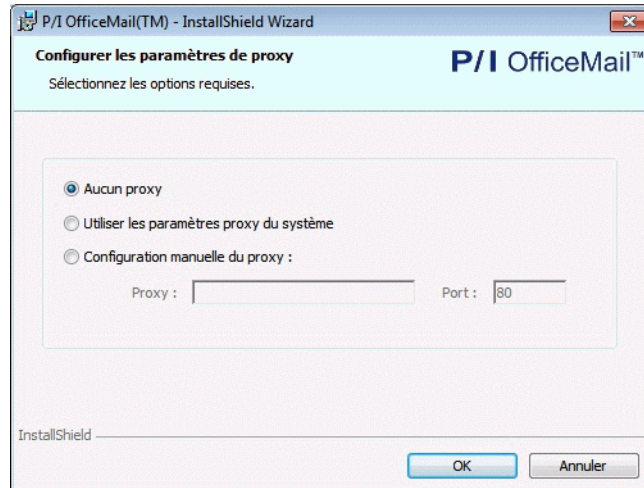 P/I OfficeMail(TM) - InstallShield Wizard
Configurer les paramètres de proxy
P/I OfficeMail™
Sélectionnez les options requises.
Aucun proxy
Utiliser les paramètres proxy du système
Configuration manuelle du proxy :
Proxy : Port : 80
InstallShield
OK Annuler